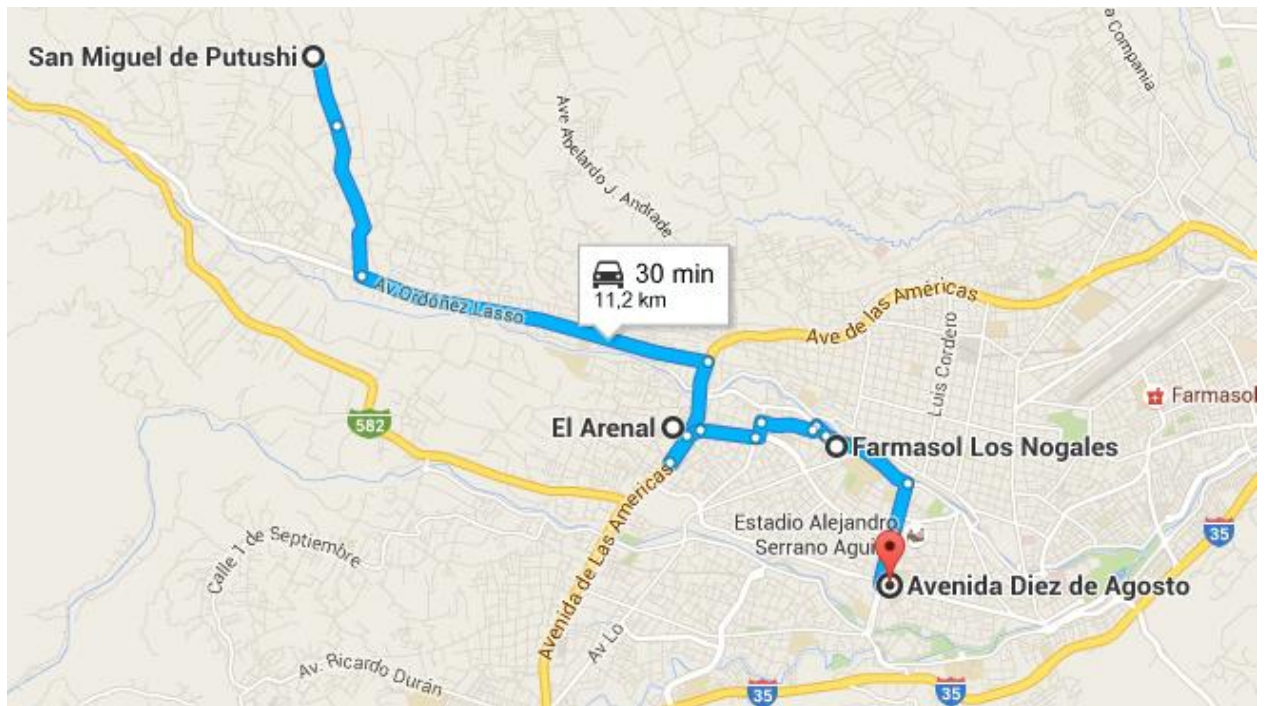 a Compania
San Miguel de Putushi
Ave Abelardo J. Andrade
30 min
11,2 km
Av.Ordóñez Lasso
Ave de las Américas
Luis Cordero
Farmasol
582
El Arenal
Farmasol Los Nogales
Avenida de Las Américas
Estadio Alejandro
Serrano Agui
35
Calle 1 de Septiembre
Avenida Diez de Agosto
Av Lo
Av. Ricardo Durán
35
35